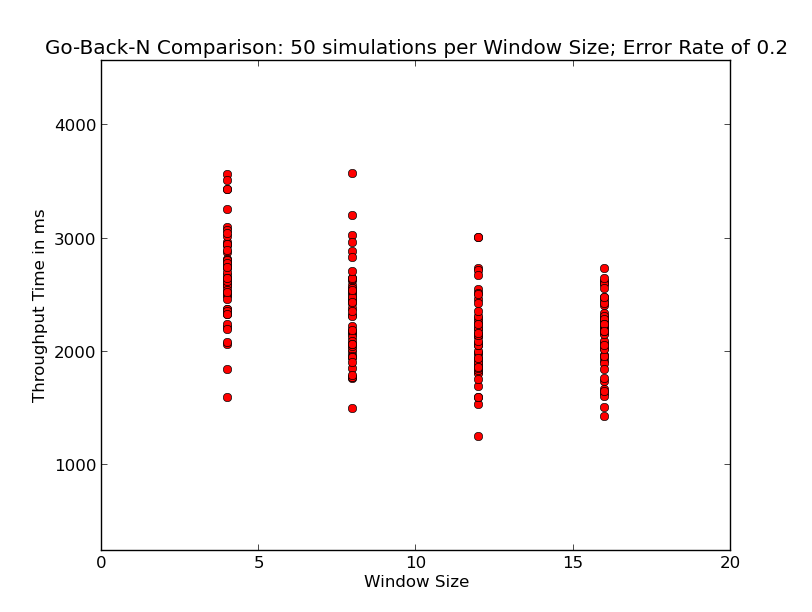 Go-Back-N Comparison: 50 simulations per Window Size; Error Rate of 0.2
Throughput Time in ms
4000
3000
2000
1000
0 5 10 15 20
Window Size